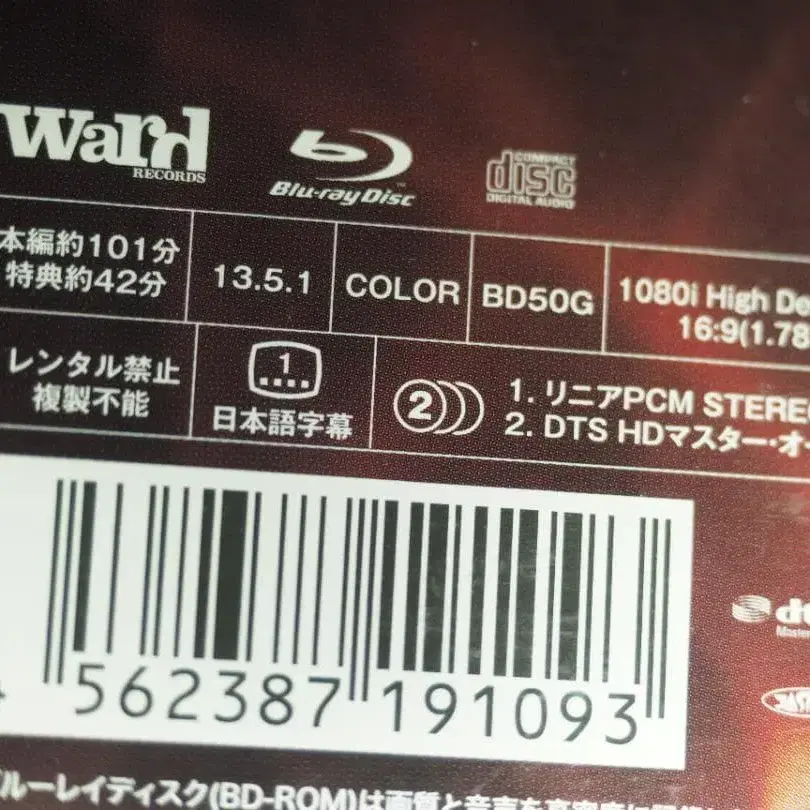 Ward
RECORDS
Blu-ray Disc
COMPACT
disc
DIGITAL AUDIO
本編約101分
特典約42分
13.5.1
COLOR
BD50G
1080i High De
16:9(1.78
レンタル禁止
複製不能
1
日本語字幕
2
1. リニアPCM STERE
2. DTS HDマスター・オー
4 562387 191093
dt
Maste
ルーレイディスク(BD-ROM)は画質と音声を高密度に